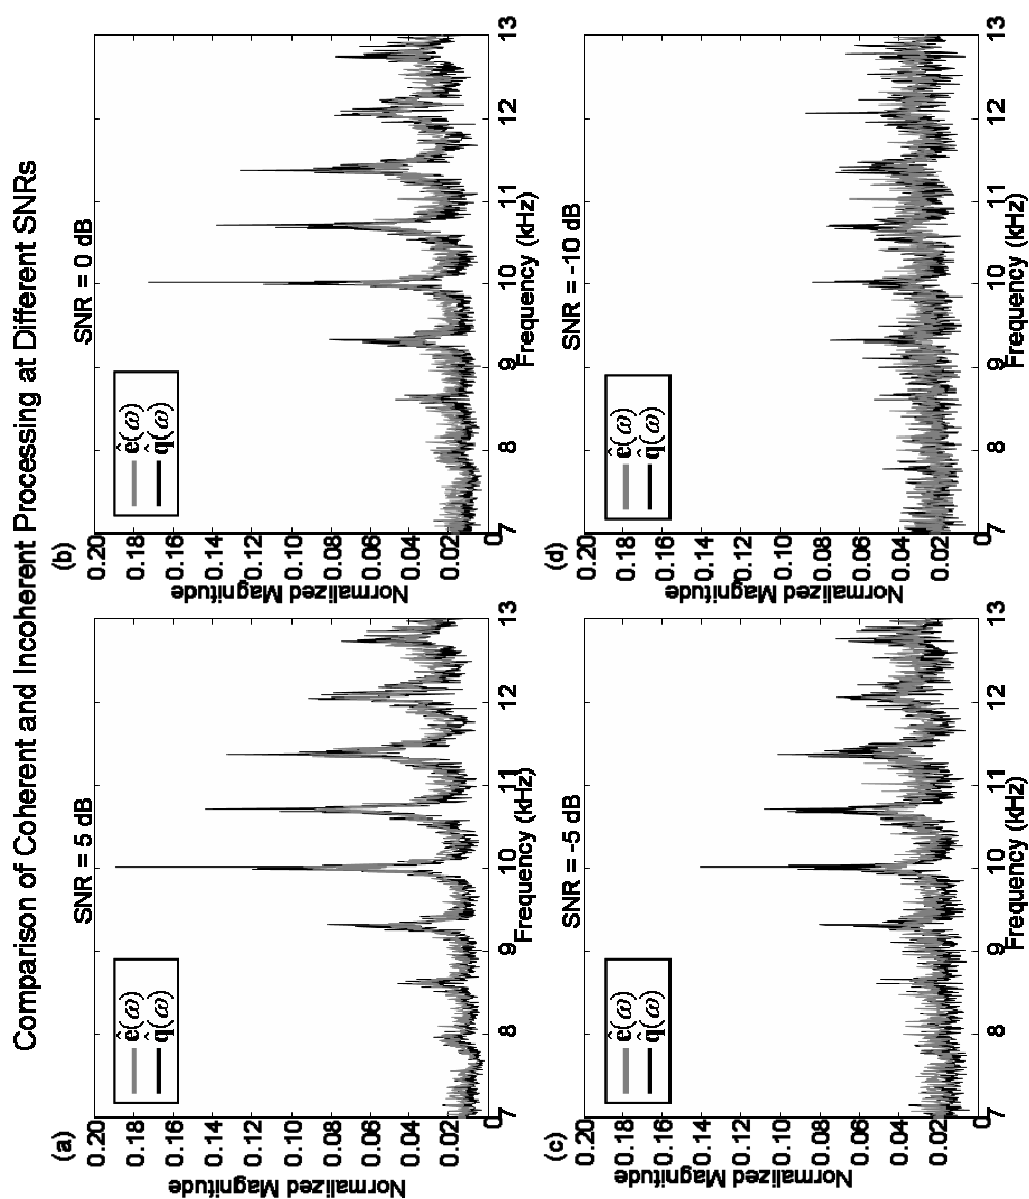 Comparison of Coherent and Incoherent Processing at Different SNRs
(a)
SNR = 5 dB
Normalized Magnitude
0.20
0.18
0.16
0.14
0.12
0.10
0.08
0.06
0.04
0.02
0
ê(ω)
q̂(ω)
7 8 9 10 11 12 13
Frequency (kHz)
(b)
SNR = 0 dB
Normalized Magnitude
0.20
0.18
0.16
0.14
0.12
0.10
0.08
0.06
0.04
0.02
0
ê(ω)
q̂(ω)
7 8 9 10 11 12 13
Frequency (kHz)
(c)
SNR = -5 dB
Normalized Magnitude
0.20
0.18
0.16
0.14
0.12
0.10
0.08
0.06
0.04
0.02
0
ê(ω)
q̂(ω)
7 8 9 10 11 12 13
Frequency (kHz)
(d)
SNR = -10 dB
Normalized Magnitude
0.20
0.18
0.16
0.14
0.12
0.10
0.08
0.06
0.04
0.02
0
ê(ω)
q̂(ω)
7 8 9 10 11 12 13
Frequency (kHz)